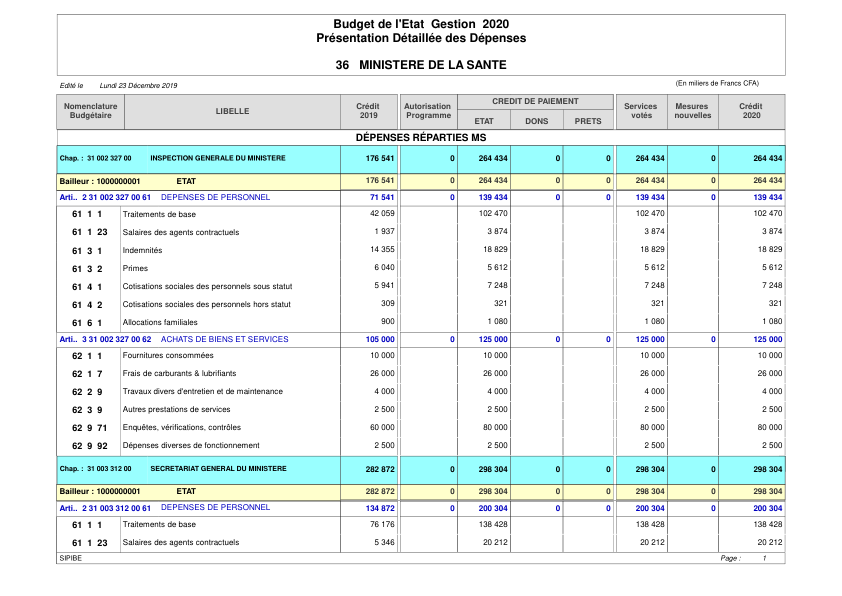 Budget de l'Etat Gestion 2020
Présentation Détaillée des Dépenses
36 MINISTERE DE LA SANTE
Edité le Lundi 23 Décembre 2019
(En miliers de Francs CFA)
Nomenclature Budgétaire LIBELLE Crédit 2019 Autorisation Programme CREDIT DE PAIEMENT ETAT DONS PRETS Services votés Mesures nouvelles Crédit 2020
DÉPENSES RÉPARTIES MS
Chap. : 31 002 327 00 INSPECTION GENERALE DU MINISTERE 176 541 0 264 434 0 0 264 434 0 264 434
Bailleur : 1000000001 ETAT 176 541 0 264 434 0 0 264 434 0 264 434
Arti.. 2 31 002 327 00 61 DEPENSES DE PERSONNEL 71 541 0 139 434 0 0 139 434 0 139 434
61 1 1 Traitements de base 42 059 102 470 102 470 102 470
61 1 23 Salaires des agents contractuels 1 937 3 874 3 874 3 874
61 3 1 Indemnités 14 355 18 829 18 829 18 829
61 3 2 Primes 6 040 5 612 5 612 5 612
61 4 1 Cotisations sociales des personnels sous statut 5 941 7 248 7 248 7 248
61 4 2 Cotisations sociales des personnels hors statut 309 321 321 321
61 6 1 Allocations familiales 900 1 080 1 080 1 080
Arti.. 3 31 002 327 00 62 ACHATS DE BIENS ET SERVICES 105 000 0 125 000 0 0 125 000 0 125 000
62 1 1 Fournitures consommées 10 000 10 000 10 000 10 000
62 1 7 Frais de carburants & lubrifiants 26 000 26 000 26 000 26 000
62 2 9 Travaux divers d'entretien et de maintenance 4 000 4 000 4 000 4 000
62 3 9 Autres prestations de services 2 500 2 500 2 500 2 500
62 9 71 Enquêtes, vérifications, contrôles 60 000 80 000 80 000 80 000
62 9 92 Dépenses diverses de fonctionnement 2 500 2 500 2 500 2 500
Chap. : 31 003 312 00 SECRETARIAT GENERAL DU MINISTERE 282 872 0 298 304 0 0 298 304 0 298 304
Bailleur : 1000000001 ETAT 282 872 0 298 304 0 0 298 304 0 298 304
Arti.. 2 31 003 312 00 61 DEPENSES DE PERSONNEL 134 872 0 200 304 0 0 200 304 0 200 304
61 1 1 Traitements de base 76 176 138 428 138 428 138 428
61 1 23 Salaires des agents contractuels 5 346 20 212 20 212 20 212
SIPIBE Page : 1